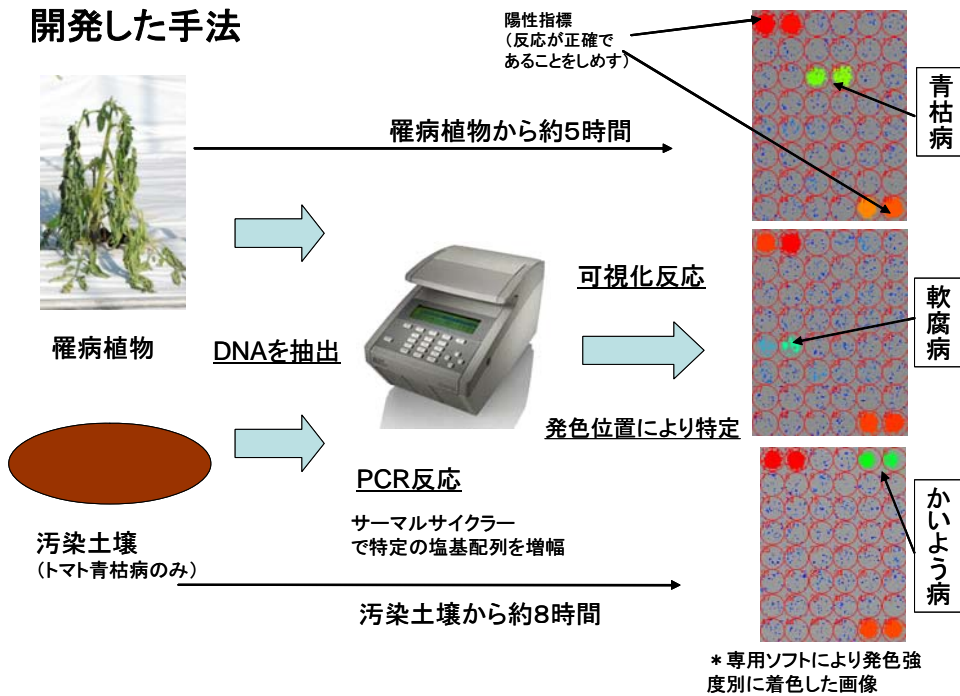 開発した手法
陽性指標
（反応が正確で
あることをしめす）
青枯病
罹病植物から約5時間
可視化反応
軟腐病
罹病植物
DNAを抽出
発色位置により特定
PCR反応
サーマルサイクラー
で特定の塩基配列を増幅
かいよう病
汚染土壌
（トマト青枯病のみ）
汚染土壌から約8時間
＊専用ソフトにより発色強
度別に着色した画像